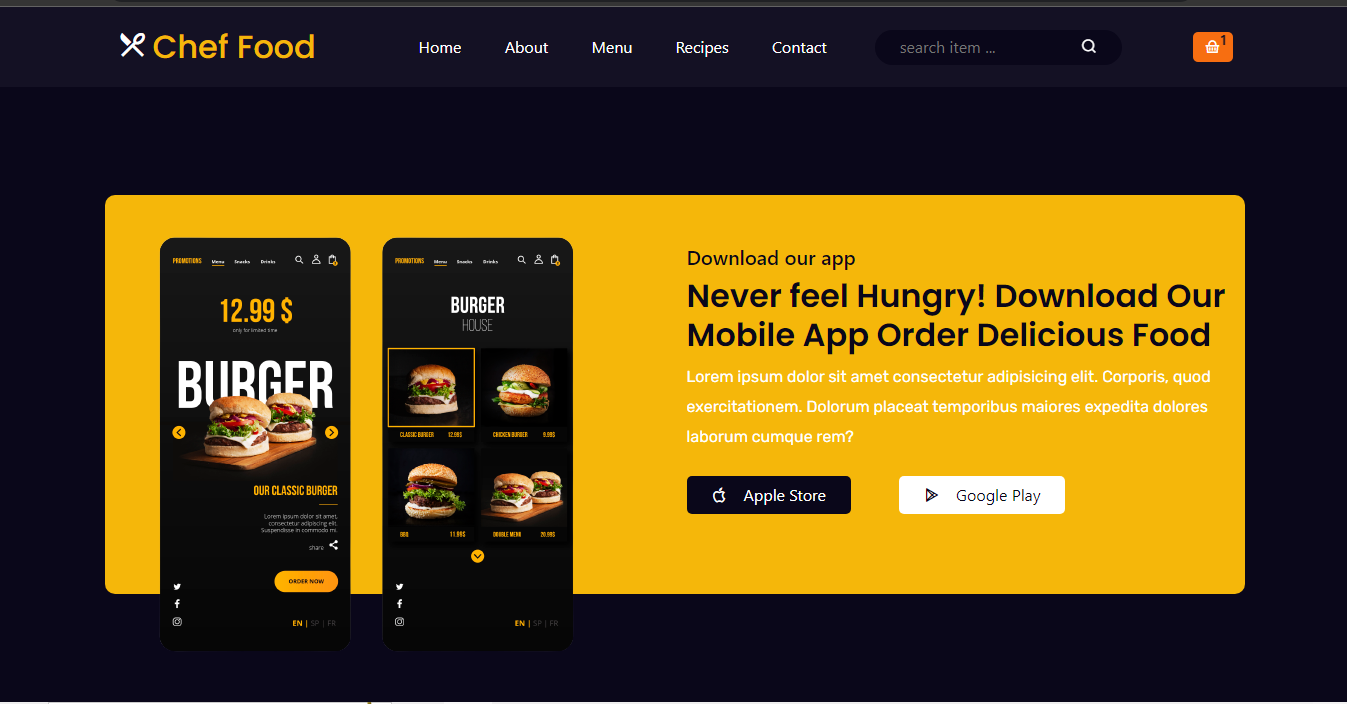 Chef Food
Home About Menu Recipes Contact
search item ...
1
PROMOTIONS Menu Snacks Drinks
12.99 $
only for limited time
BURGER
OUR CLASSIC BURGER
Lorem ipsum dolor sit amet,
consectetur adipiscing elit.
Suspendisse in commodo mi.
share
ORDER NOW
EN | SP | FR
PROMOTIONS Menu Snacks Drinks
BURGER
HOUSE
CLASSIC BURGER 12.99$
CHICKEN BURGER 9.99$
BBQ 11.99$
DOUBLE MENU 20.99$
EN | SP | FR
Download our app
Never feel Hungry! Download Our
Mobile App Order Delicious Food
Lorem ipsum dolor sit amet consectetur adipisicing elit. Corporis, quod
exercitationem. Dolorum placeat temporibus maiores expedita dolores
laborum cumque rem?
Apple Store
Google Play